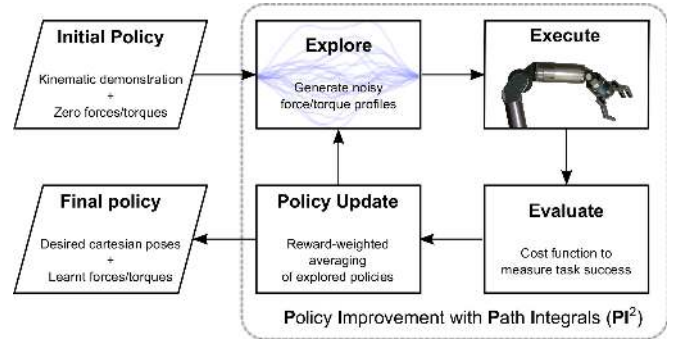 Initial Policy
Kinematic demonstration
+
Zero forces/torques
Explore
Generate noisy
force/torque profiles
Execute
Final policy
Desired cartesian poses
+
Learnt forces/torques
Policy Update
Reward-weighted
averaging
of explored policies
Evaluate
Cost function to
measure task success
Policy Improvement with Path Integrals (PI²)